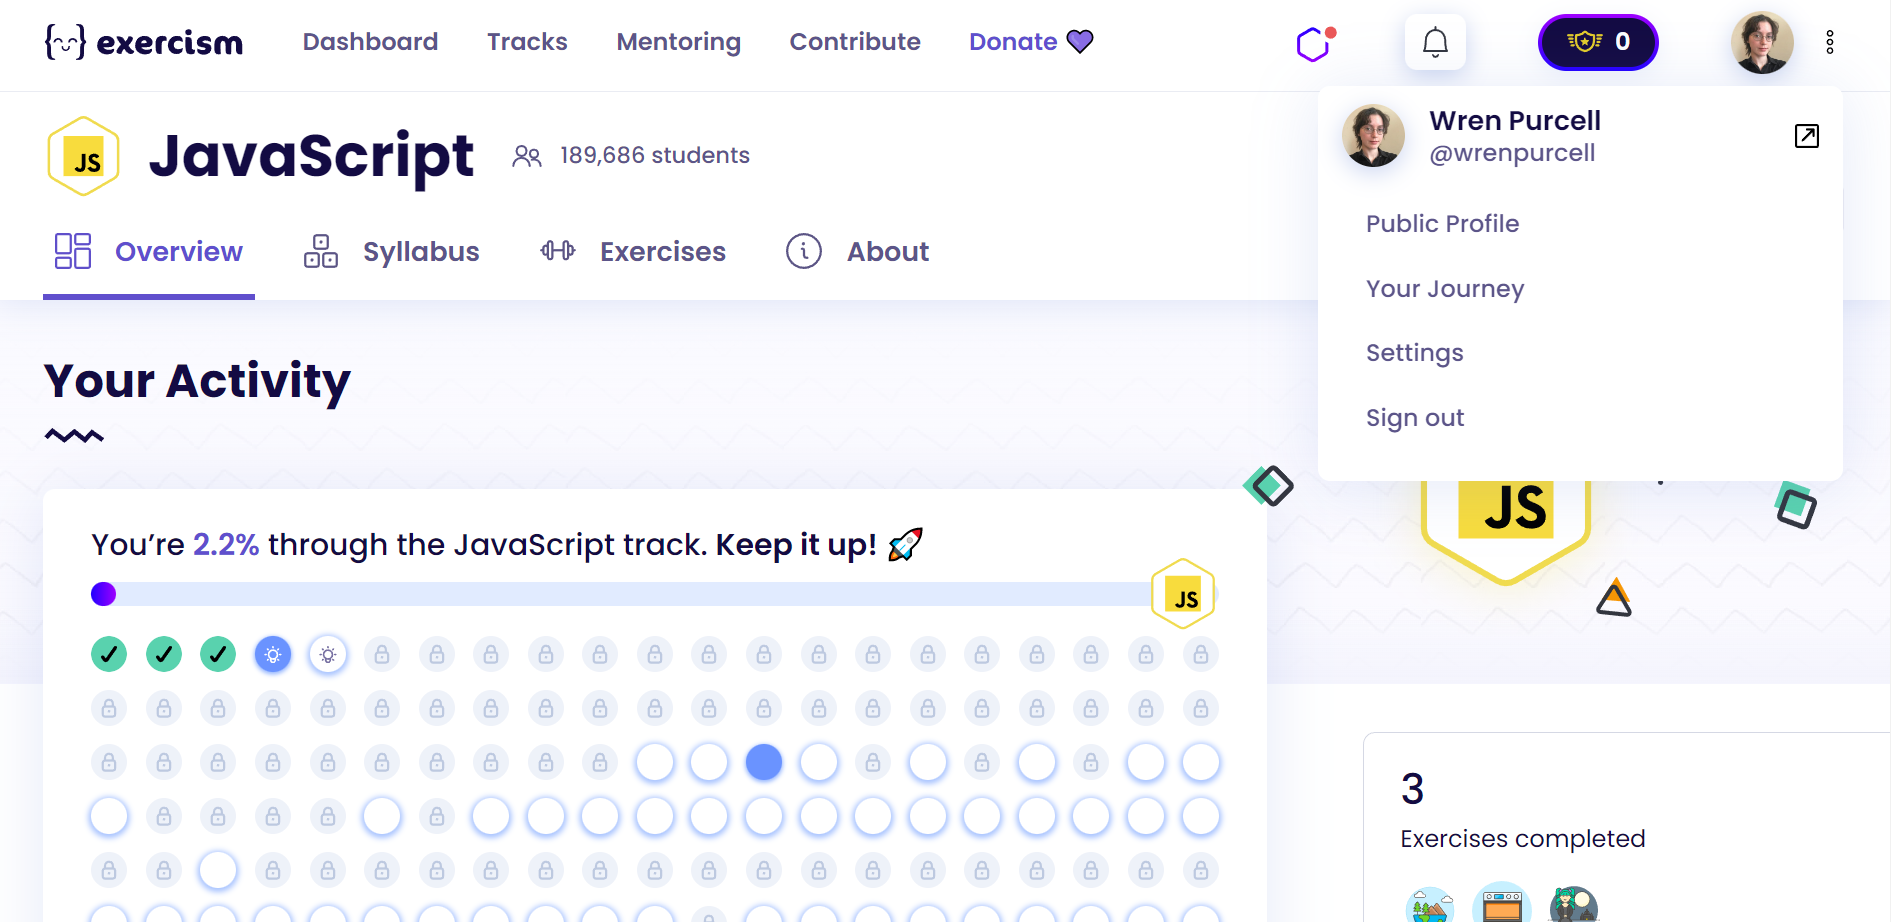 exercism
Dashboard
Tracks
Mentoring
Contribute
Donate
0
JS
JavaScript
189,686 students
Wren Purcell
@wrenpurcell
Public Profile
Your Journey
Settings
Sign out
Overview
Syllabus
Exercises
About
Your Activity
JS
You’re 2.2% through the JavaScript track. Keep it up!
JS
3
Exercises completed